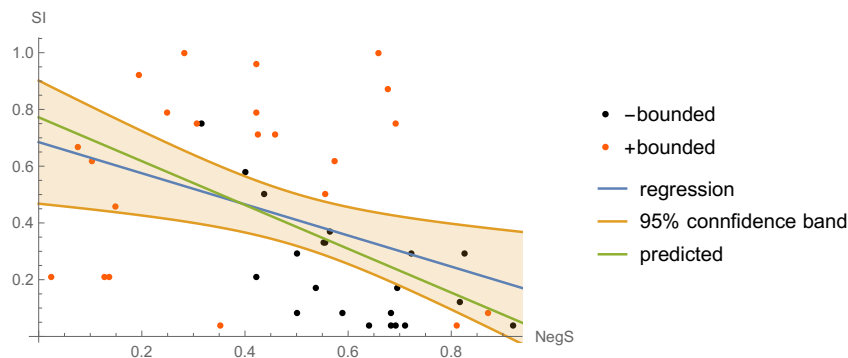 SI
1.0
0.8
0.6
0.4
0.2
0.2
0.4
0.6
0.8
NegS
−bounded
+bounded
regression
95% connfidence band
predicted